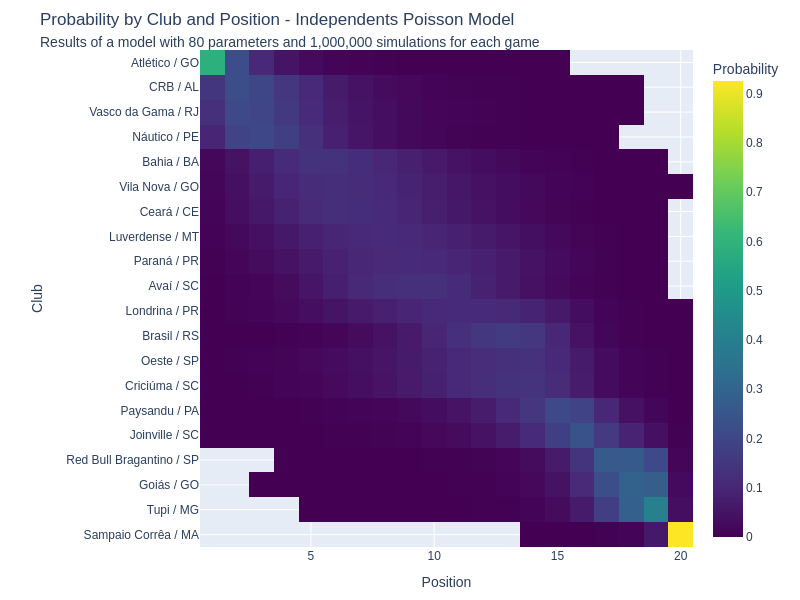 Probability by Club and Position - Independents Poisson Model
Results of a model with 80 parameters and 1,000,000 simulations for each game
Probability
Club
Atlético / GO
CRB / AL
Vasco da Gama / RJ
Náutico / PE
Bahia / BA
Vila Nova / GO
Ceará / CE
Luverdense / MT
Paraná / PR
Avaí / SC
Londrina / PR
Brasil / RS
Oeste / SP
Criciúma / SC
Paysandu / PA
Joinville / SC
Red Bull Bragantino / SP
Goiás / GO
Tupi / MG
Sampaio Corrêa / MA
5 10 15 20
Position
0.9
0.8
0.7
0.6
0.5
0.4
0.3
0.2
0.1
0